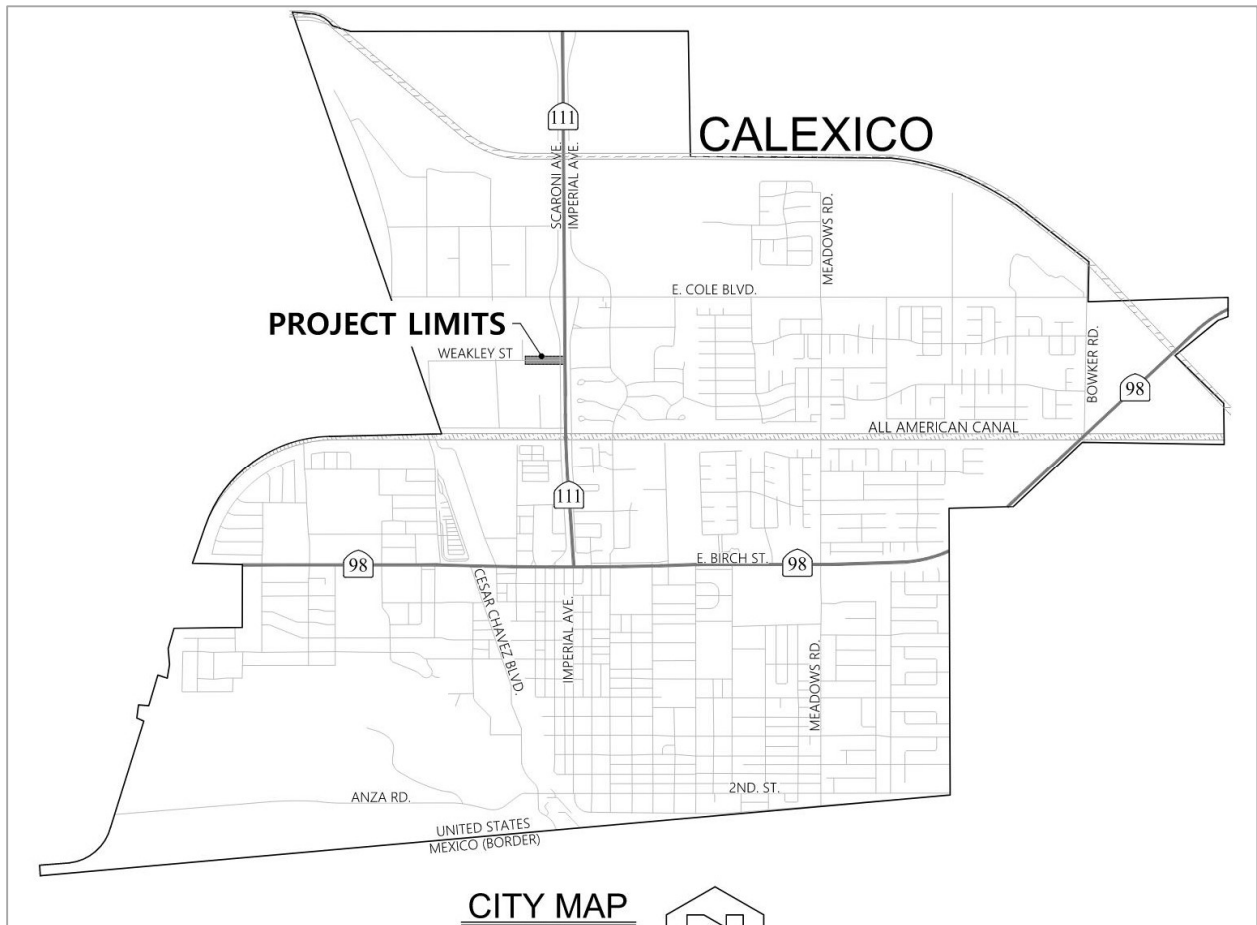 111
CALEXICO
SCARONI AVE.
IMPERIAL AVE.
MEADOWS RD.
E. COLE BLVD.
PROJECT LIMITS
WEAKLEY ST
BOWKER RD.
98
ALL AMERICAN CANAL
111
E. BIRCH ST.
98
98
CESAR CHAVEZ BLVD.
IMPERIAL AVE.
MEADOWS RD.
2ND. ST.
ANZA RD.
UNITED STATES
MEXICO (BORDER)
CITY MAP
N